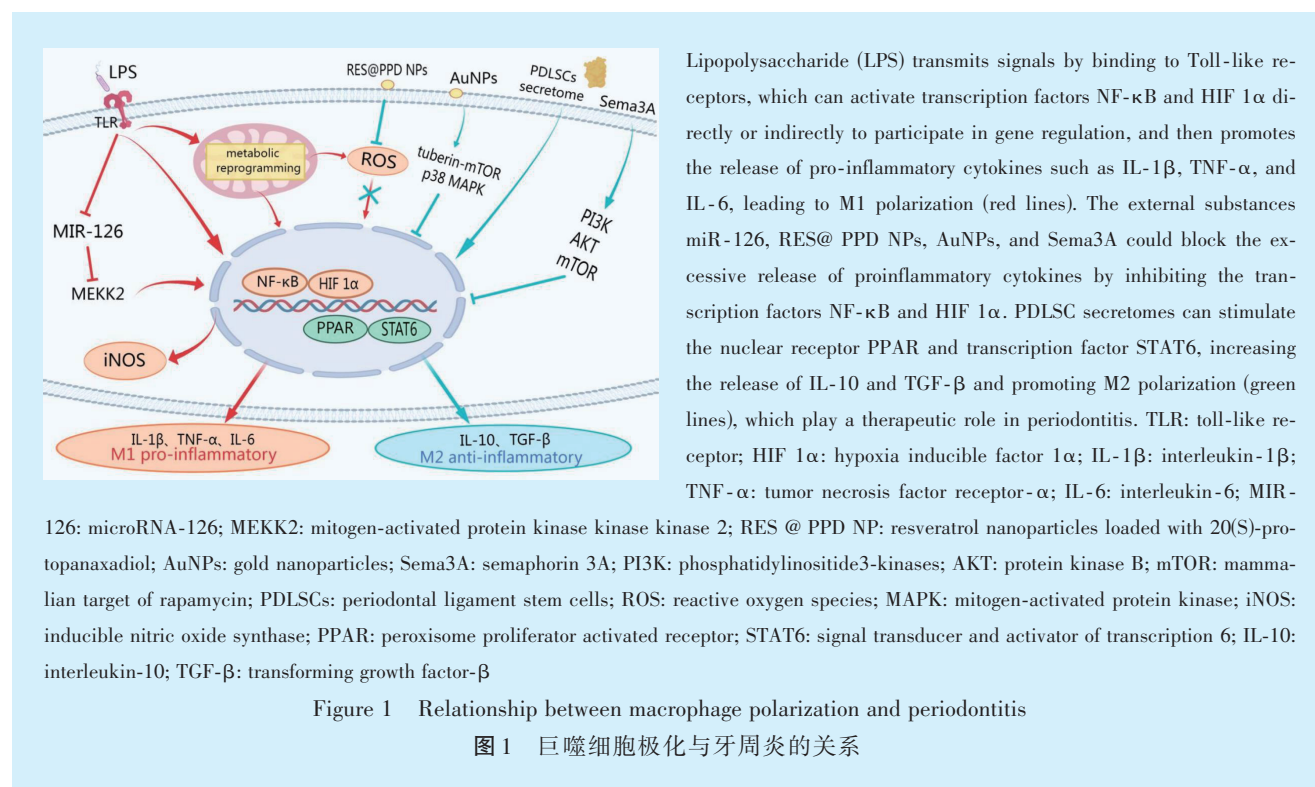 LPS
TLR
RES@PPD NPs
AuNPs
PDLSCs
secretome
Sema3A
metabolic
reprogramming
ROS
tuberin-mTOR
p38 MAPK
MIR-126
MEKK2
PI3K
AKT
mTOR
NF-κB
HIF 1α
PPAR
STAT6
iNOS
IL-1β、TNF-α、IL-6
M1 pro-inflammatory
IL-10、TGF-β
M2 anti-inflammatory
Lipopolysaccharide (LPS) transmits signals by binding to Toll-like re-
ceptors, which can activate transcription factors NF-κB and HIF 1α di-
rectly or indirectly to participate in gene regulation, and then promotes
the release of pro-inflammatory cytokines such as IL-1β, TNF-α, and
IL-6, leading to M1 polarization (red lines). The external substances
miR-126, RES@ PPD NPs, AuNPs, and Sema3A could block the ex-
cessive release of proinflammatory cytokines by inhibiting the tran-
scription factors NF-κB and HIF 1α. PDLSC secretomes can stimulate
the nuclear receptor PPAR and transcription factor STAT6, increasing
the release of IL-10 and TGF-β and promoting M2 polarization (green
lines), which play a therapeutic role in periodontitis. TLR: toll-like re-
ceptor; HIF 1α: hypoxia inducible factor 1α; IL-1β: interleukin-1β;
TNF-α: tumor necrosis factor receptor-α; IL-6: interleukin-6; MIR-
126: microRNA-126; MEKK2: mitogen-activated protein kinase kinase kinase 2; RES @ PPD NP: resveratrol nanoparticles loaded with 20(S)-pro-
topanaxadiol; AuNPs: gold nanoparticles; Sema3A: semaphorin 3A; PI3K: phosphatidylinositide3-kinases; AKT: protein kinase B; mTOR: mamma-
lian target of rapamycin; PDLSCs: periodontal ligament stem cells; ROS: reactive oxygen species; MAPK: mitogen-activated protein kinase; iNOS:
inducible nitric oxide synthase; PPAR: peroxisome proliferator activated receptor; STAT6: signal transducer and activator of transcription 6; IL-10:
interleukin-10; TGF-β: transforming growth factor-β
Figure 1 Relationship between macrophage polarization and periodontitis
图1 巨噬细胞极化与牙周炎的关系